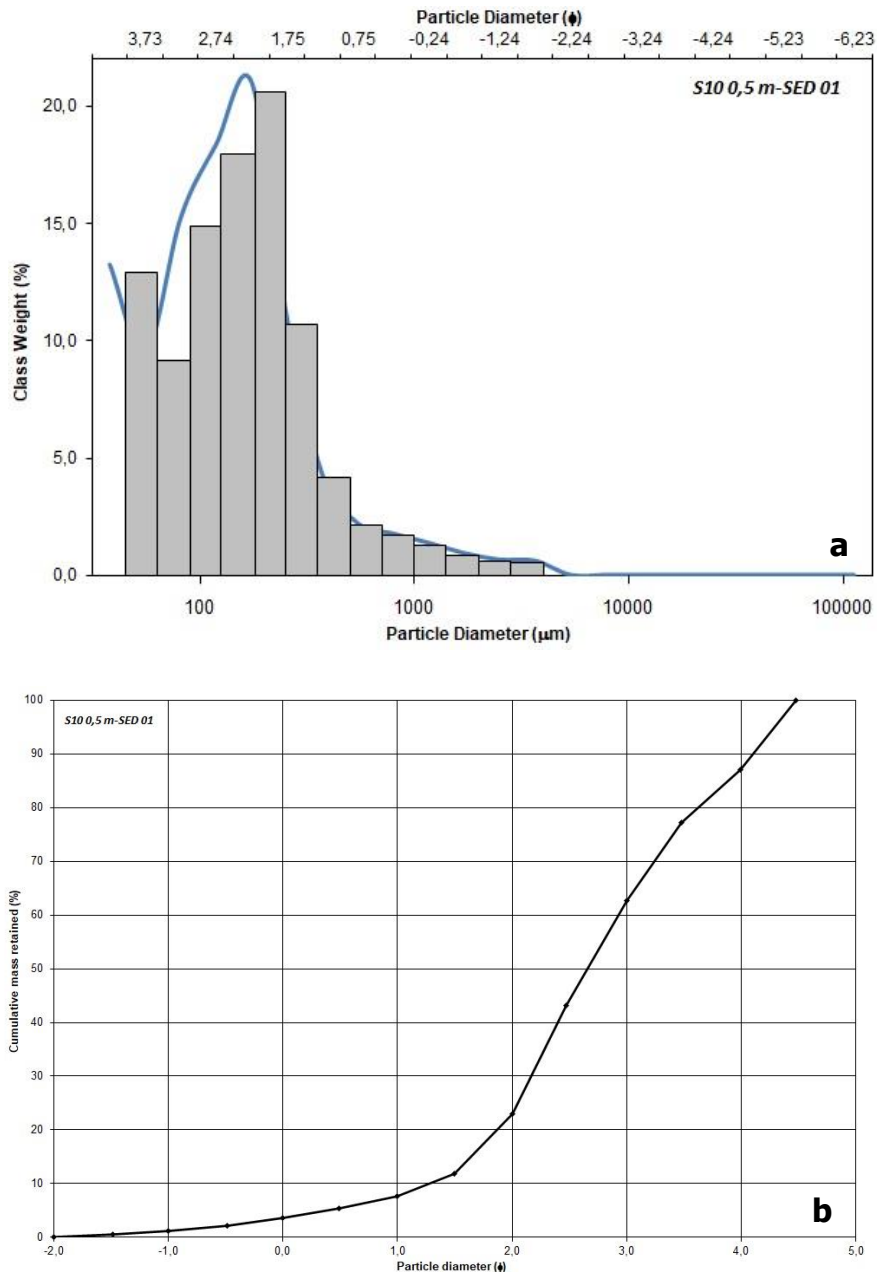 Particle Diameter (ϕ)
3,73 2,74 1,75 0,75 -0,24 -1,24 -2,24 -3,24 -4,24 -5,23 -6,23
S10 0,5 m-SED 01
20,0
15,0
10,0
5,0
0,0
Class Weight (%)
a
100 1000 10000 100000
Particle Diameter (μm)
100
S10 0,5 m-SED 01
90
80
70
60
50
40
30
20
10
0
Cumulative mass retained (%)
b
-2,0 -1,0 0,0 1,0 2,0 3,0 4,0 5,0
Particle diameter (ϕ)